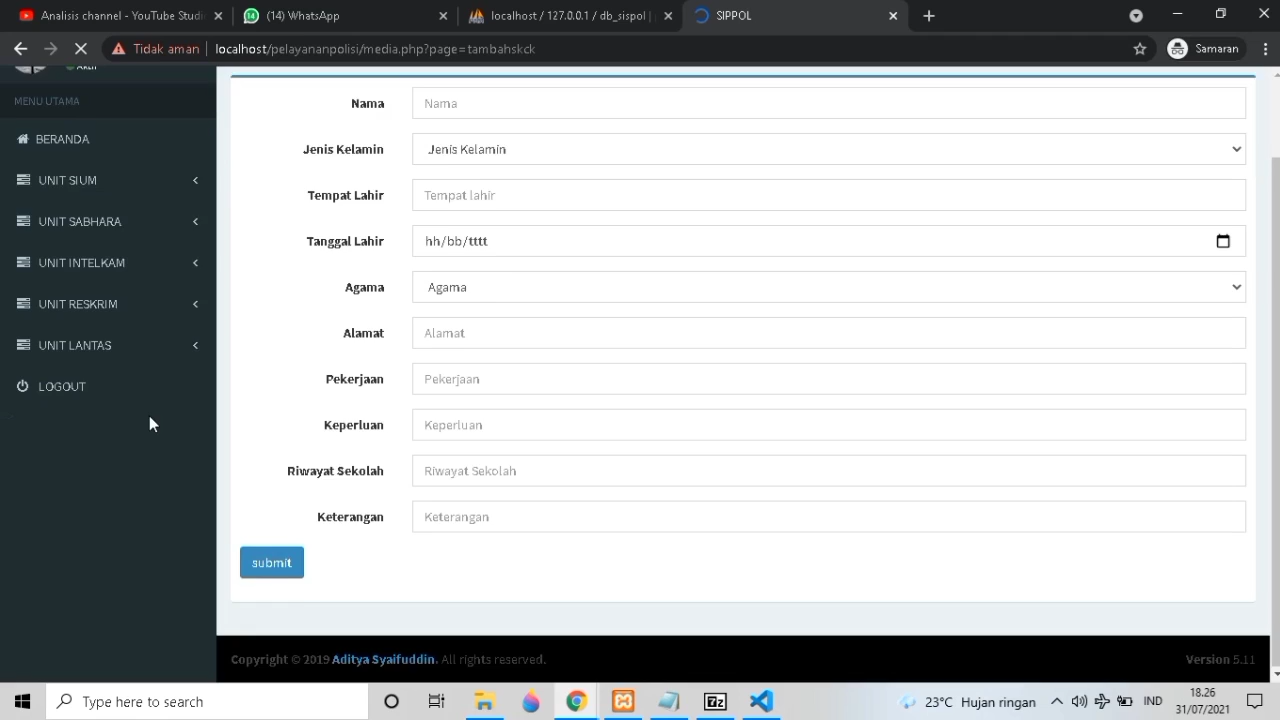 Analisis channel - YouTube Studi
(14) WhatsApp
localhost / 127.0.0.1 / db_sispol |
SIPPOL
Tidak aman
localhost/pelayananpolisi/media.php?page=tambahskck
Samaran
MENU UTAMA
BERANDA
UNIT SIUM
UNIT SABHARA
UNIT INTELKAM
UNIT RESKRIM
UNIT LANTAS
LOGOUT
Nama
Nama
Jenis Kelamin
Jenis Kelamin
Tempat Lahir
Tempat lahir
Tanggal Lahir
hh/bb/tttt
Agama
Agama
Alamat
Alamat
Pekerjaan
Pekerjaan
Keperluan
Keperluan
Riwayat Sekolah
Riwayat Sekolah
Keterangan
Keterangan
submit
Copyright © 2019 Aditya Syaifuddin. All rights reserved.
Version 5.11
Type here to search
23°C Hujan ringan
IND
18.26
31/07/2021